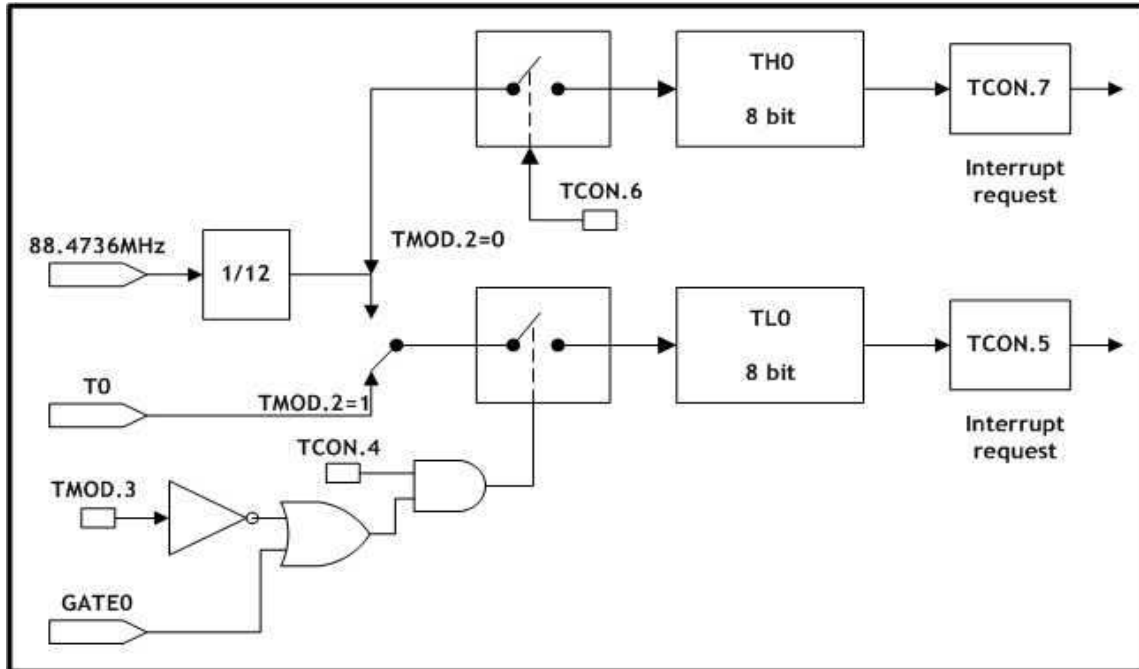 TH0
8 bit
TCON.7
Interrupt
request
TCON.6
TMOD.2=0
88.4736MHz
1/12
TL0
8 bit
TCON.5
Interrupt
request
T0
TMOD.2=1
TCON.4
TMOD.3
GATE0